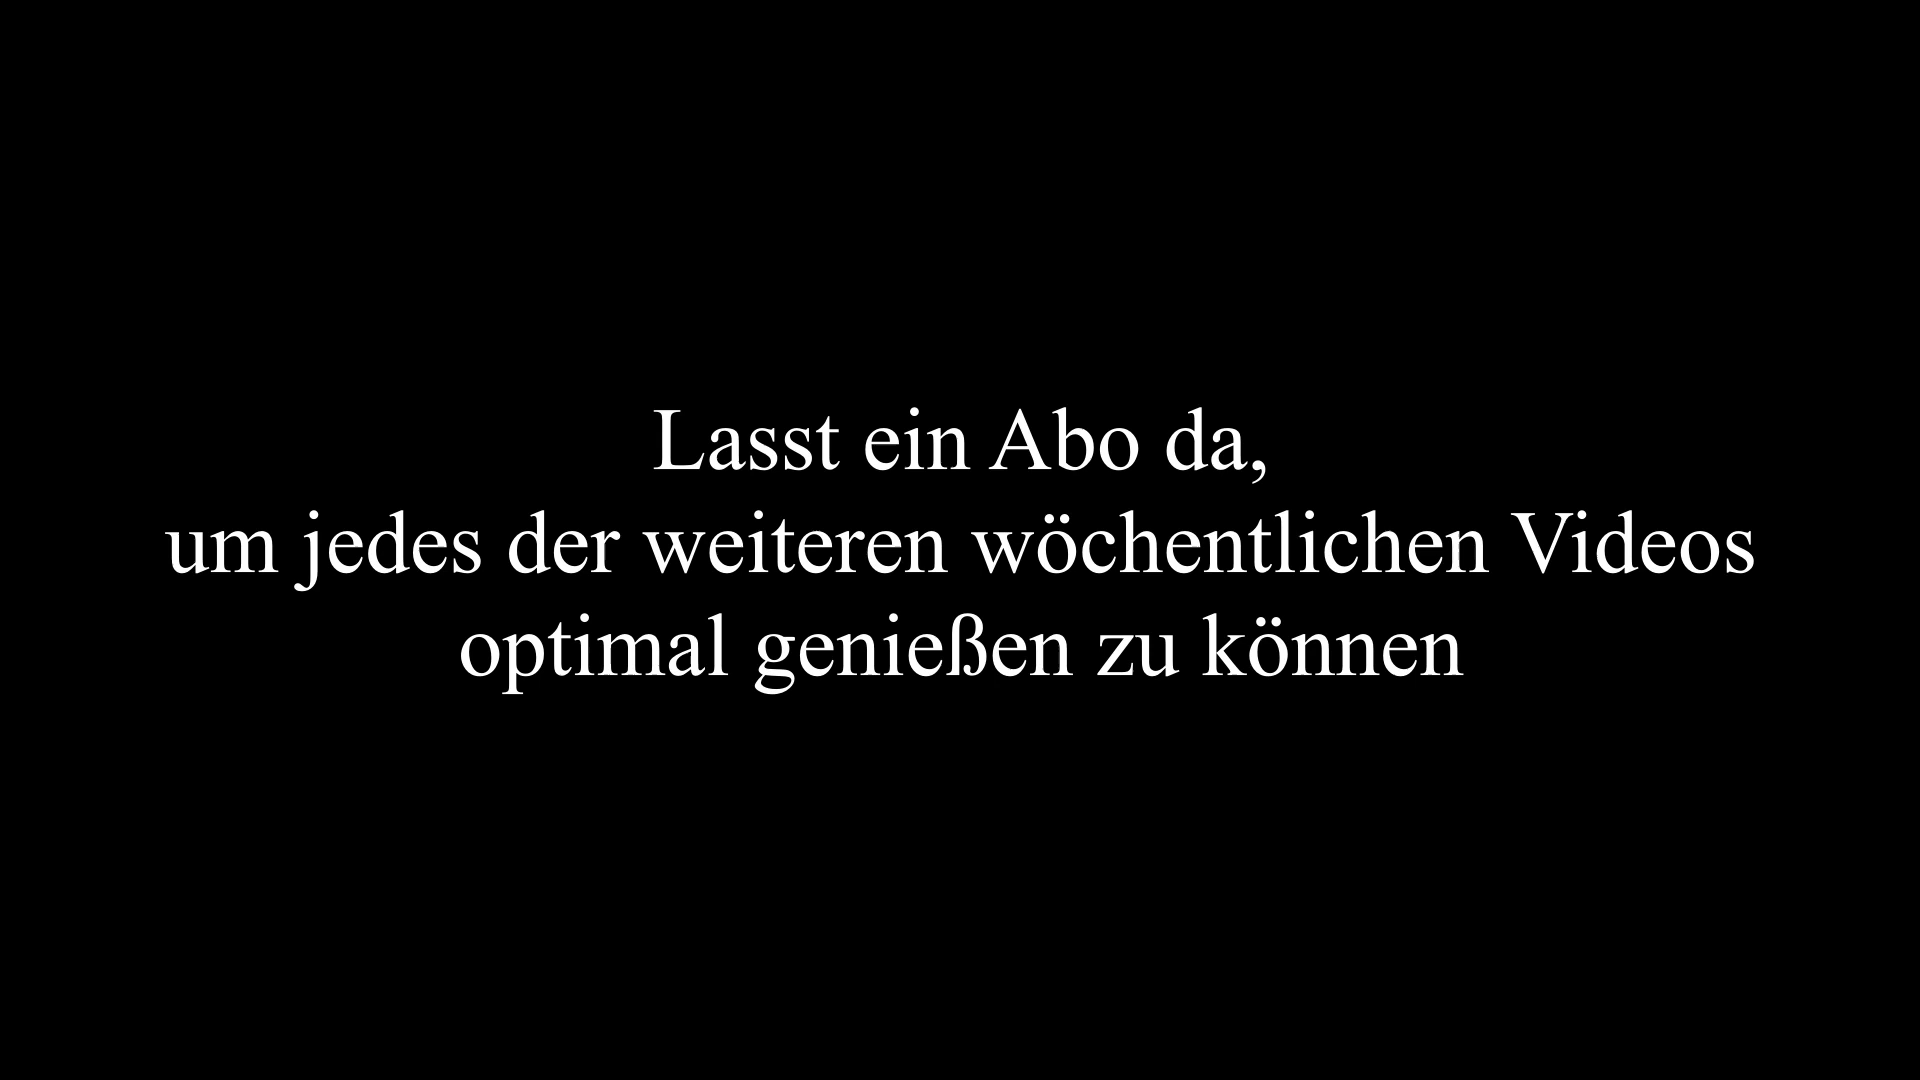 Lasst ein Abo da,
um jedes der weiteren wöchentlichen Videos
optimal genießen zu können